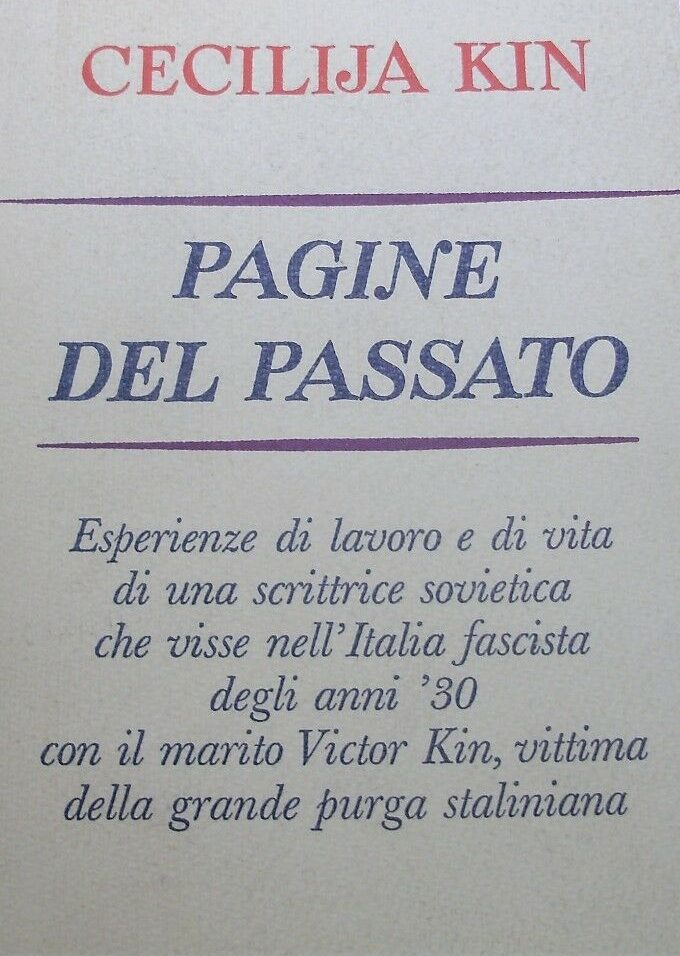 CECILIJA KIN
PAGINE
DEL PASSATO
Esperienze di lavoro e di vita
di una scrittrice sovietica
che visse nell'Italia fascista
degli anni '30
con il marito Victor Kin, vittima
della grande purga staliniana